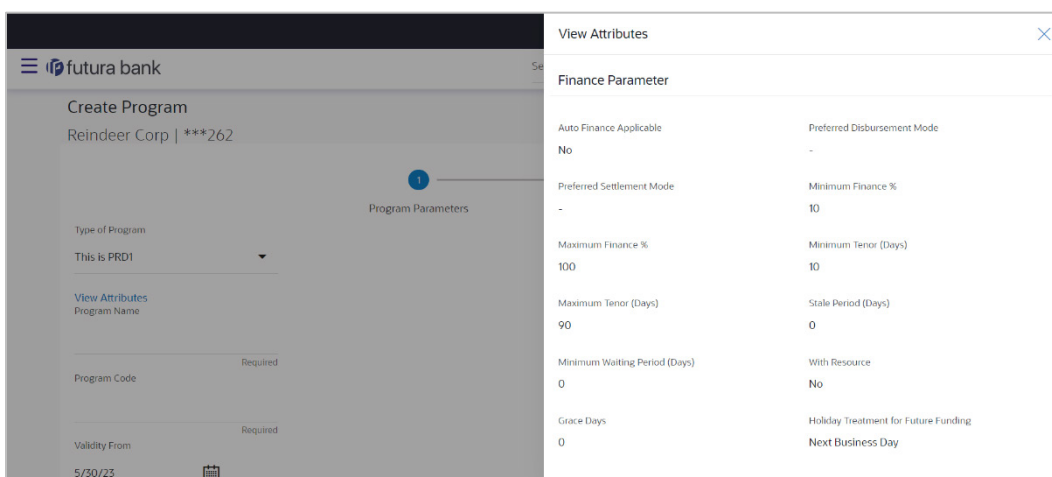 futura bank
Se
Create Program
Reindeer Corp | ***262
1
Program Parameters
Type of Program
This is PRD1
View Attributes
Program Name
Required
Program Code
Required
Validity From
5/30/23
View Attributes
Finance Parameter
Auto Finance Applicable
No
Preferred Disbursement Mode
-
Preferred Settlement Mode
-
Minimum Finance %
10
Maximum Finance %
100
Minimum Tenor (Days)
10
Maximum Tenor (Days)
90
Stale Period (Days)
0
Minimum Waiting Period (Days)
0
With Resource
No
Grace Days
0
Holiday Treatment for Future Funding
Next Business Day